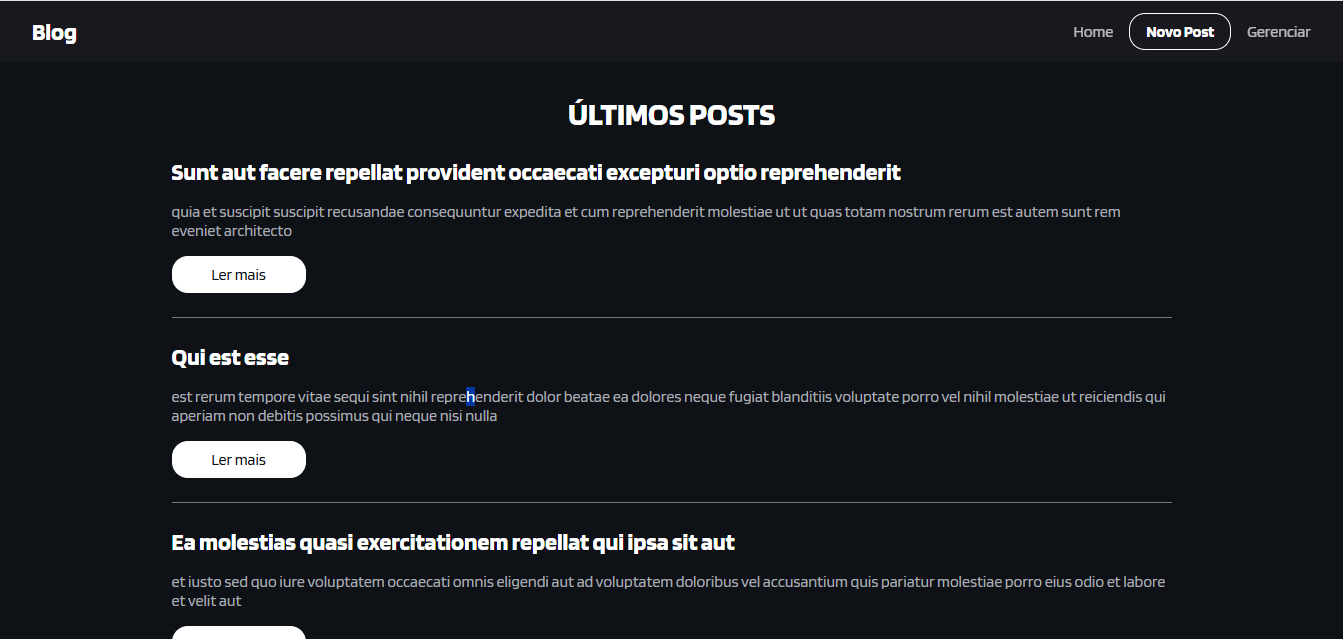 Blog
Home
Novo Post
Gerenciar
ÚLTIMOS POSTS
Sunt aut facere repellat provident occaecati excepturi optio reprehenderit
quia et suscipit suscipit recusandae consequuntur expedita et cum reprehenderit molestiae ut ut quas totam nostrum rerum est autem sunt rem
eveniet architecto
Ler mais
Qui est esse
est rerum tempore vitae sequi sint nihil reprehenderit dolor beatae ea dolores neque fugiat blanditiis voluptate porro vel nihil molestiae ut reiciendis qui
aperiam non debitis possimus qui neque nisi nulla
Ler mais
Ea molestias quasi exercitationem repellat qui ipsa sit aut
et iusto sed quo iure voluptatem occaecati omnis eligendi aut ad voluptatem doloribus vel accusantium quis pariatur molestiae porro eius odio et labore
et velit aut